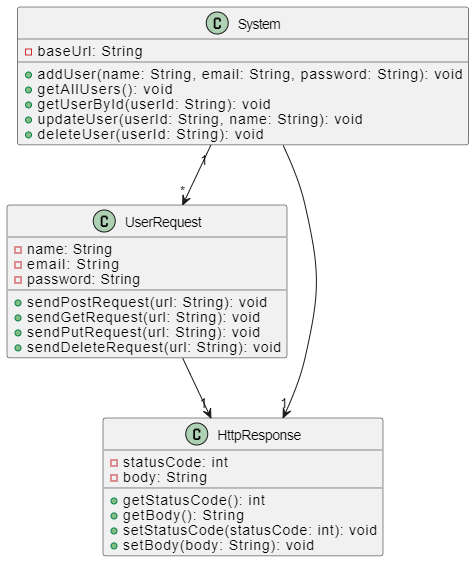 C System
baseUrl: String
addUser(name: String, email: String, password: String): void
getAllUsers(): void
getUserById(userId: String): void
updateUser(userId: String, name: String): void
deleteUser(userId: String): void
1
*
C UserRequest
name: String
email: String
password: String
sendPostRequest(url: String): void
sendGetRequest(url: String): void
sendPutRequest(url: String): void
sendDeleteRequest(url: String): void
1 1
C HttpResponse
statusCode: int
body: String
getStatusCode(): int
getBody(): String
setStatusCode(statusCode: int): void
setBody(body: String): void